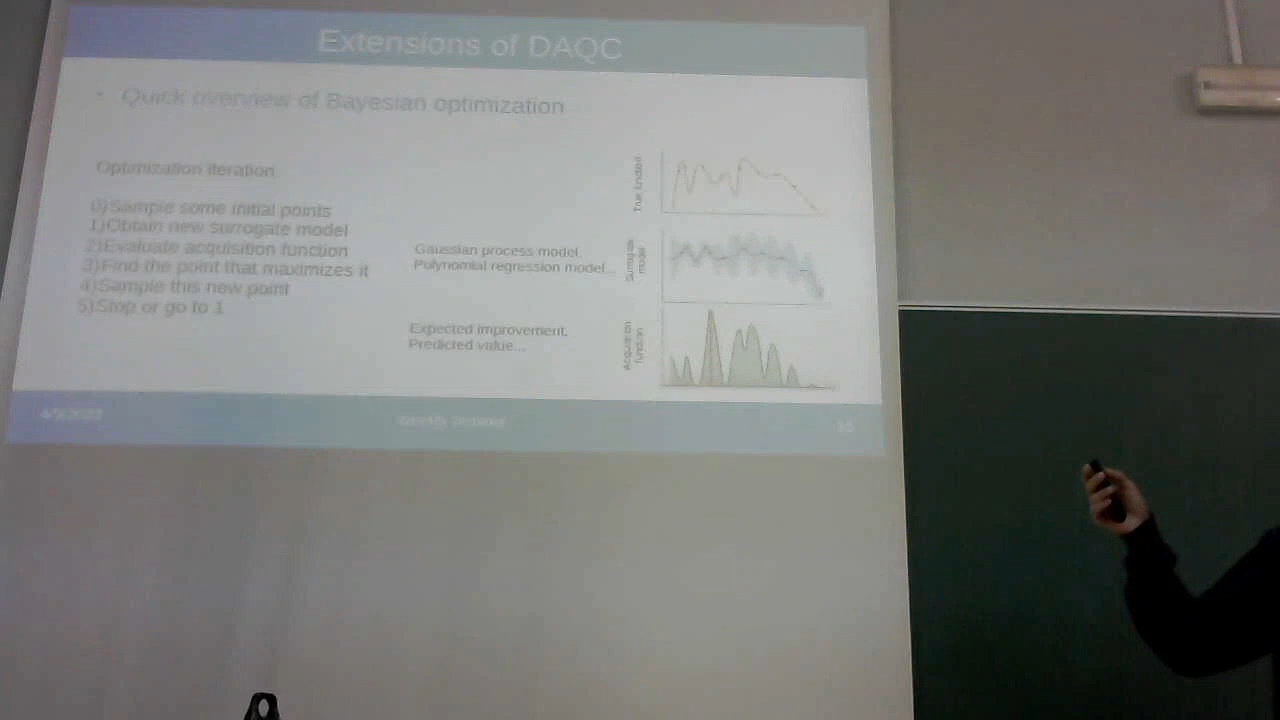 Extensions of DAQC
• Quick overview of Bayesian optimization
Optimization iteration
0)Sample some initial points
1)Obtain new surrogate model
2)Evaluate acquisition function
3)Find the point that maximizes it
4)Sample this new point
5)Stop or go to 1
Gaussian process model.
Polynomial regression model...
Expected improvement.
Predicted value...
True function
Surrogate
model
Acquisition
function